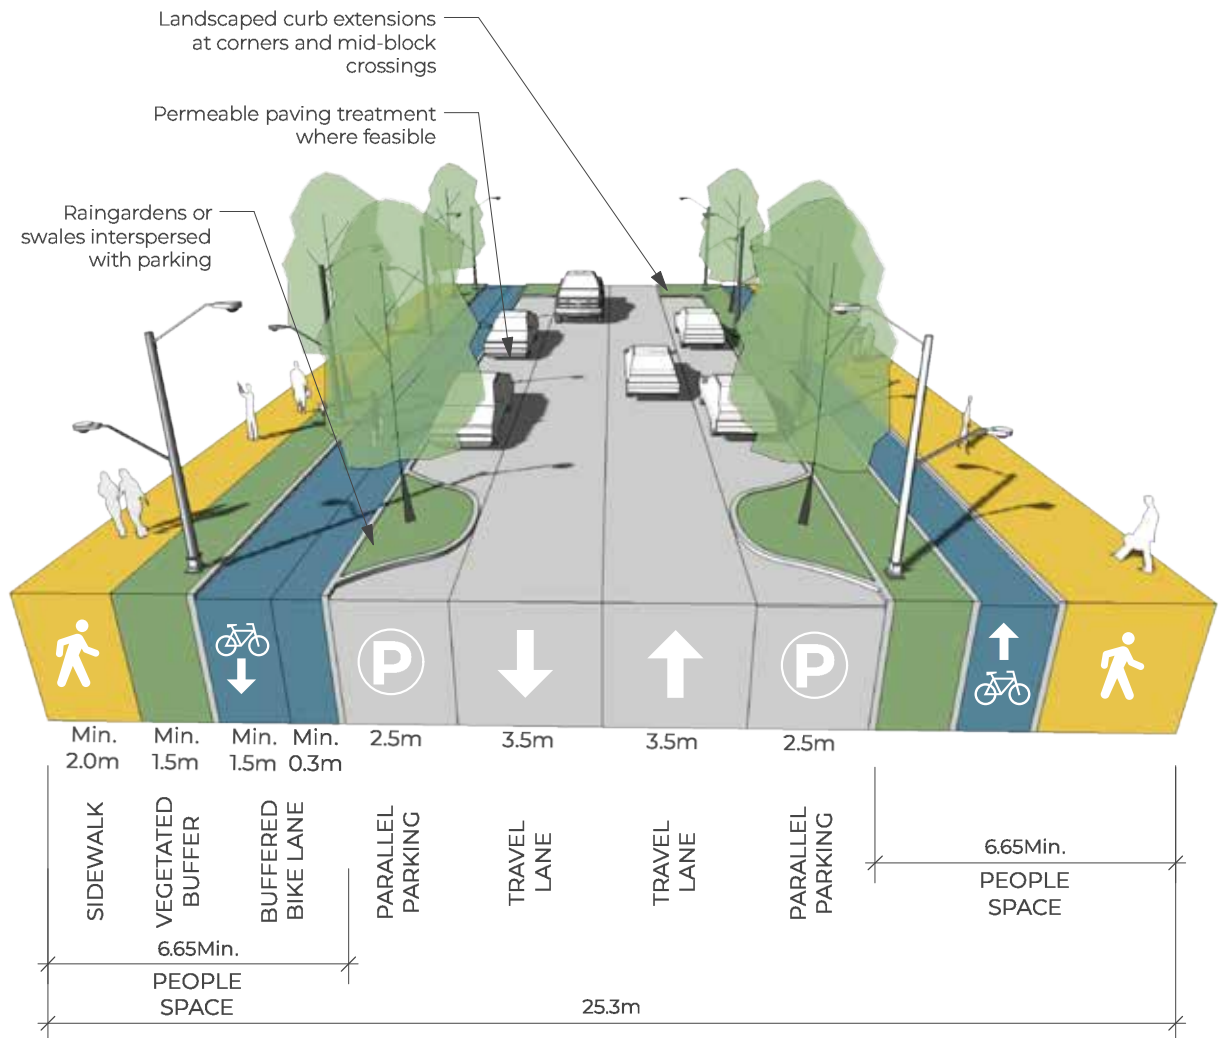 Landscaped curb extensions
at corners and mid-block
crossings
Permeable paving treatment
where feasible
Raingardens or
swales interspersed
with parking
P
P
Min.
2.0m
Min.
1.5m
Min.
1.5m
Min.
0.3m
2.5m
3.5m
3.5m
2.5m
SIDEWALK
VEGETATED
BUFFER
BUFFERED
BIKE LANE
PARALLEL
PARKING
TRAVEL
LANE
TRAVEL
LANE
PARALLEL
PARKING
6.65Min.
PEOPLE
SPACE
6.65Min.
PEOPLE
SPACE
25.3m